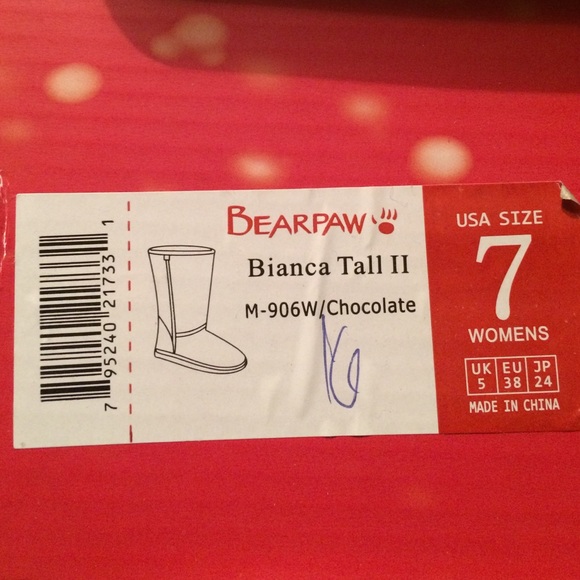 7 95240 21733 1
BEARPAW
Bianca Tall II
M-906W/Chocolate
USA SIZE
7
WOMENS
UK EU JP
5 38 24
MADE IN CHINA